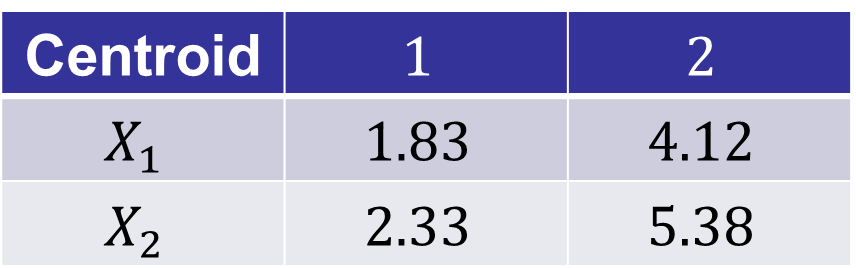 Centroid 1 2
X₁ 1.83 4.12
X₂ 2.33 5.38